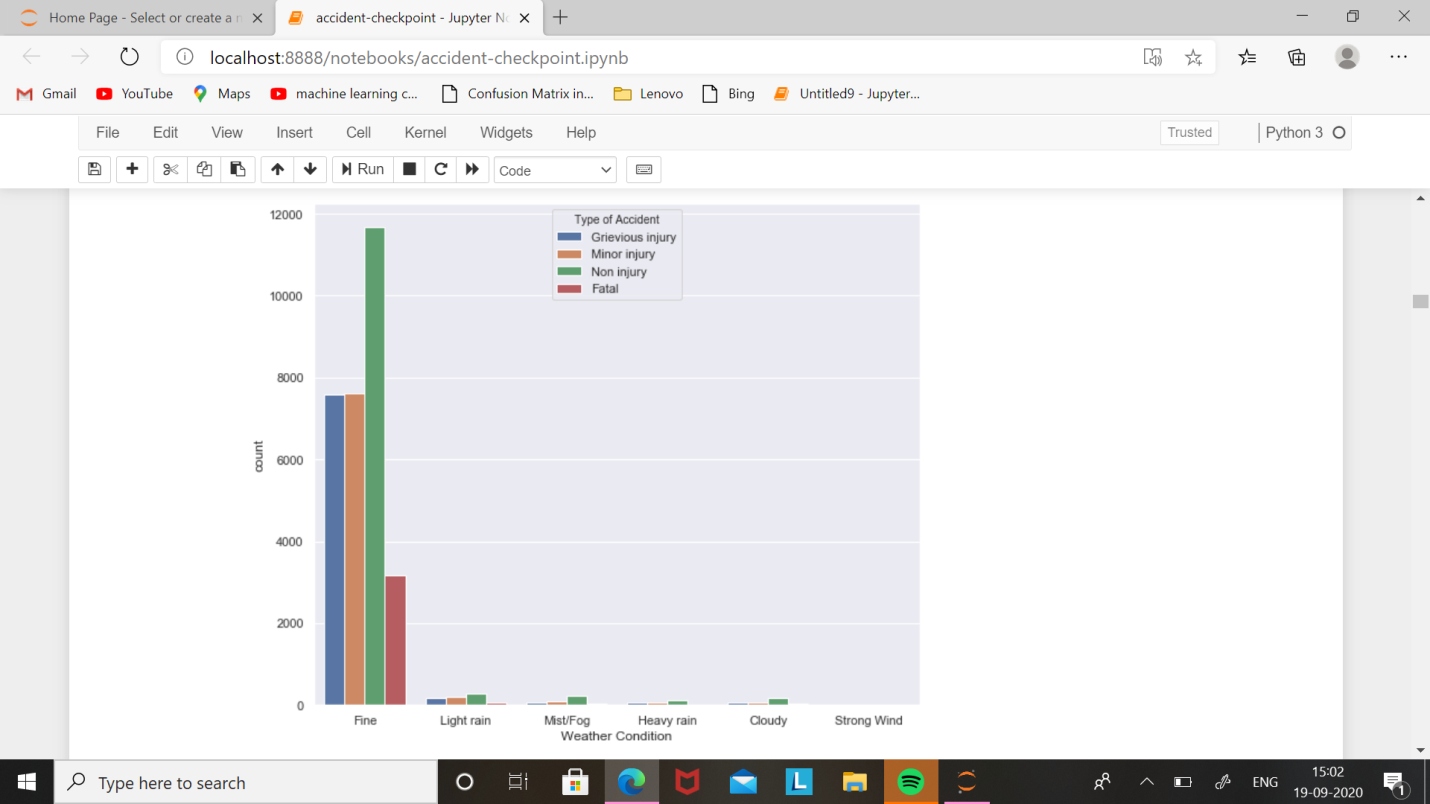 Home Page - Select or create a n
accident-checkpoint - Jupyter No
localhost:8888/notebooks/accident-checkpoint.ipynb
Gmail YouTube Maps machine learning c... Confusion Matrix in... Lenovo Bing Untitled9 - Jupyter...
File Edit View Insert Cell Kernel Widgets Help Trusted Python 3
Run Code
12000
10000
8000
6000
4000
2000
0
count
Type of Accident
Grievious injury
Minor injury
Non injury
Fatal
Fine Light rain Mist/Fog Heavy rain Cloudy Strong Wind
Weather Condition
Type here to search
L
ENG
15:02
19-09-2020
1